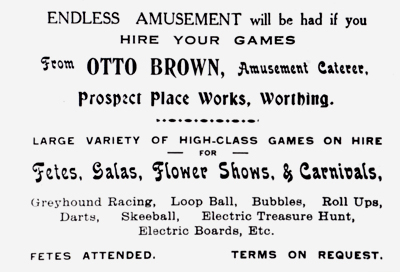 ENDLESS AMUSEMENT will be had if you
HIRE YOUR GAMES
From OTTO BROWN, Amusement Caterer,
Prospect Place Works, Worthing.
LARGE VARIETY OF HIGH-CLASS GAMES ON HIRE
— FOR —
Fetes, Galas, Flower Shows, & Carnivals,
Greyhound Racing, Loop Ball, Bubbles, Roll Ups,
Darts, Skeeball, Electric Treasure Hunt,
Electric Boards, Etc.
FETES ATTENDED. TERMS ON REQUEST.